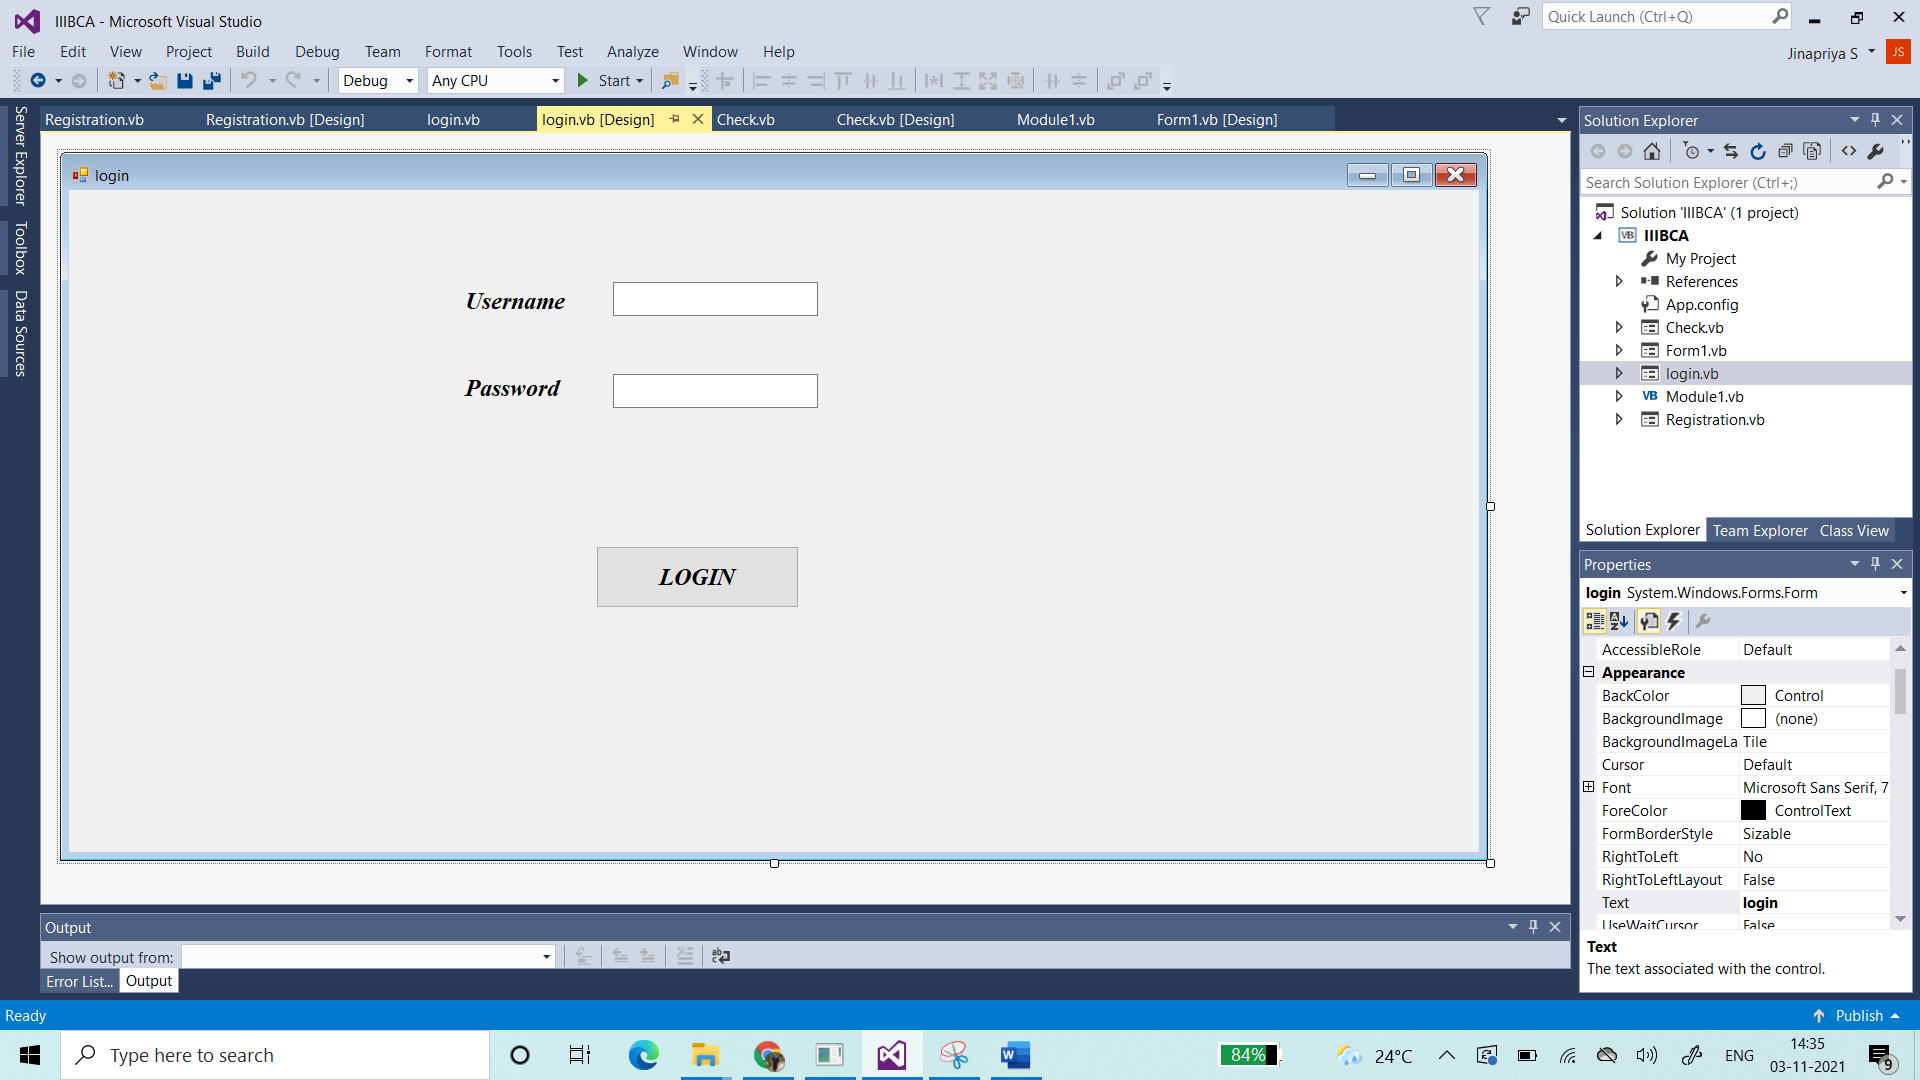 IIIBCA - Microsoft Visual Studio
Quick Launch (Ctrl+Q)
File Edit View Project Build Debug Team Format Tools Test Analyze Window Help
Jinapriya S JS
Debug Any CPU Start
Server Explorer
Toolbox
Data Sources
Registration.vb Registration.vb [Design] login.vb login.vb [Design] Check.vb Check.vb [Design] Module1.vb Form1.vb [Design]
login
Username
Password
LOGIN
Solution Explorer
Search Solution Explorer (Ctrl+;)
Solution 'IIIBCA' (1 project)
VB IIIBCA
My Project
References
App.config
Check.vb
Form1.vb
login.vb
VB Module1.vb
Registration.vb
Solution Explorer Team Explorer Class View
Properties
login System.Windows.Forms.Form
AccessibleRole Default
Appearance
BackColor Control
BackgroundImage (none)
BackgroundImageLa Tile
Cursor Default
Font Microsoft Sans Serif, 7
ForeColor ControlText
FormBorderStyle Sizable
RightToLeft No
RightToLeftLayout False
Text login
UseWaitCursor False
Text
The text associated with the control.
Output
Show output from:
Error List... Output
Ready
Publish
Type here to search
84%
24°C
ENG
14:35
03-11-2021
9